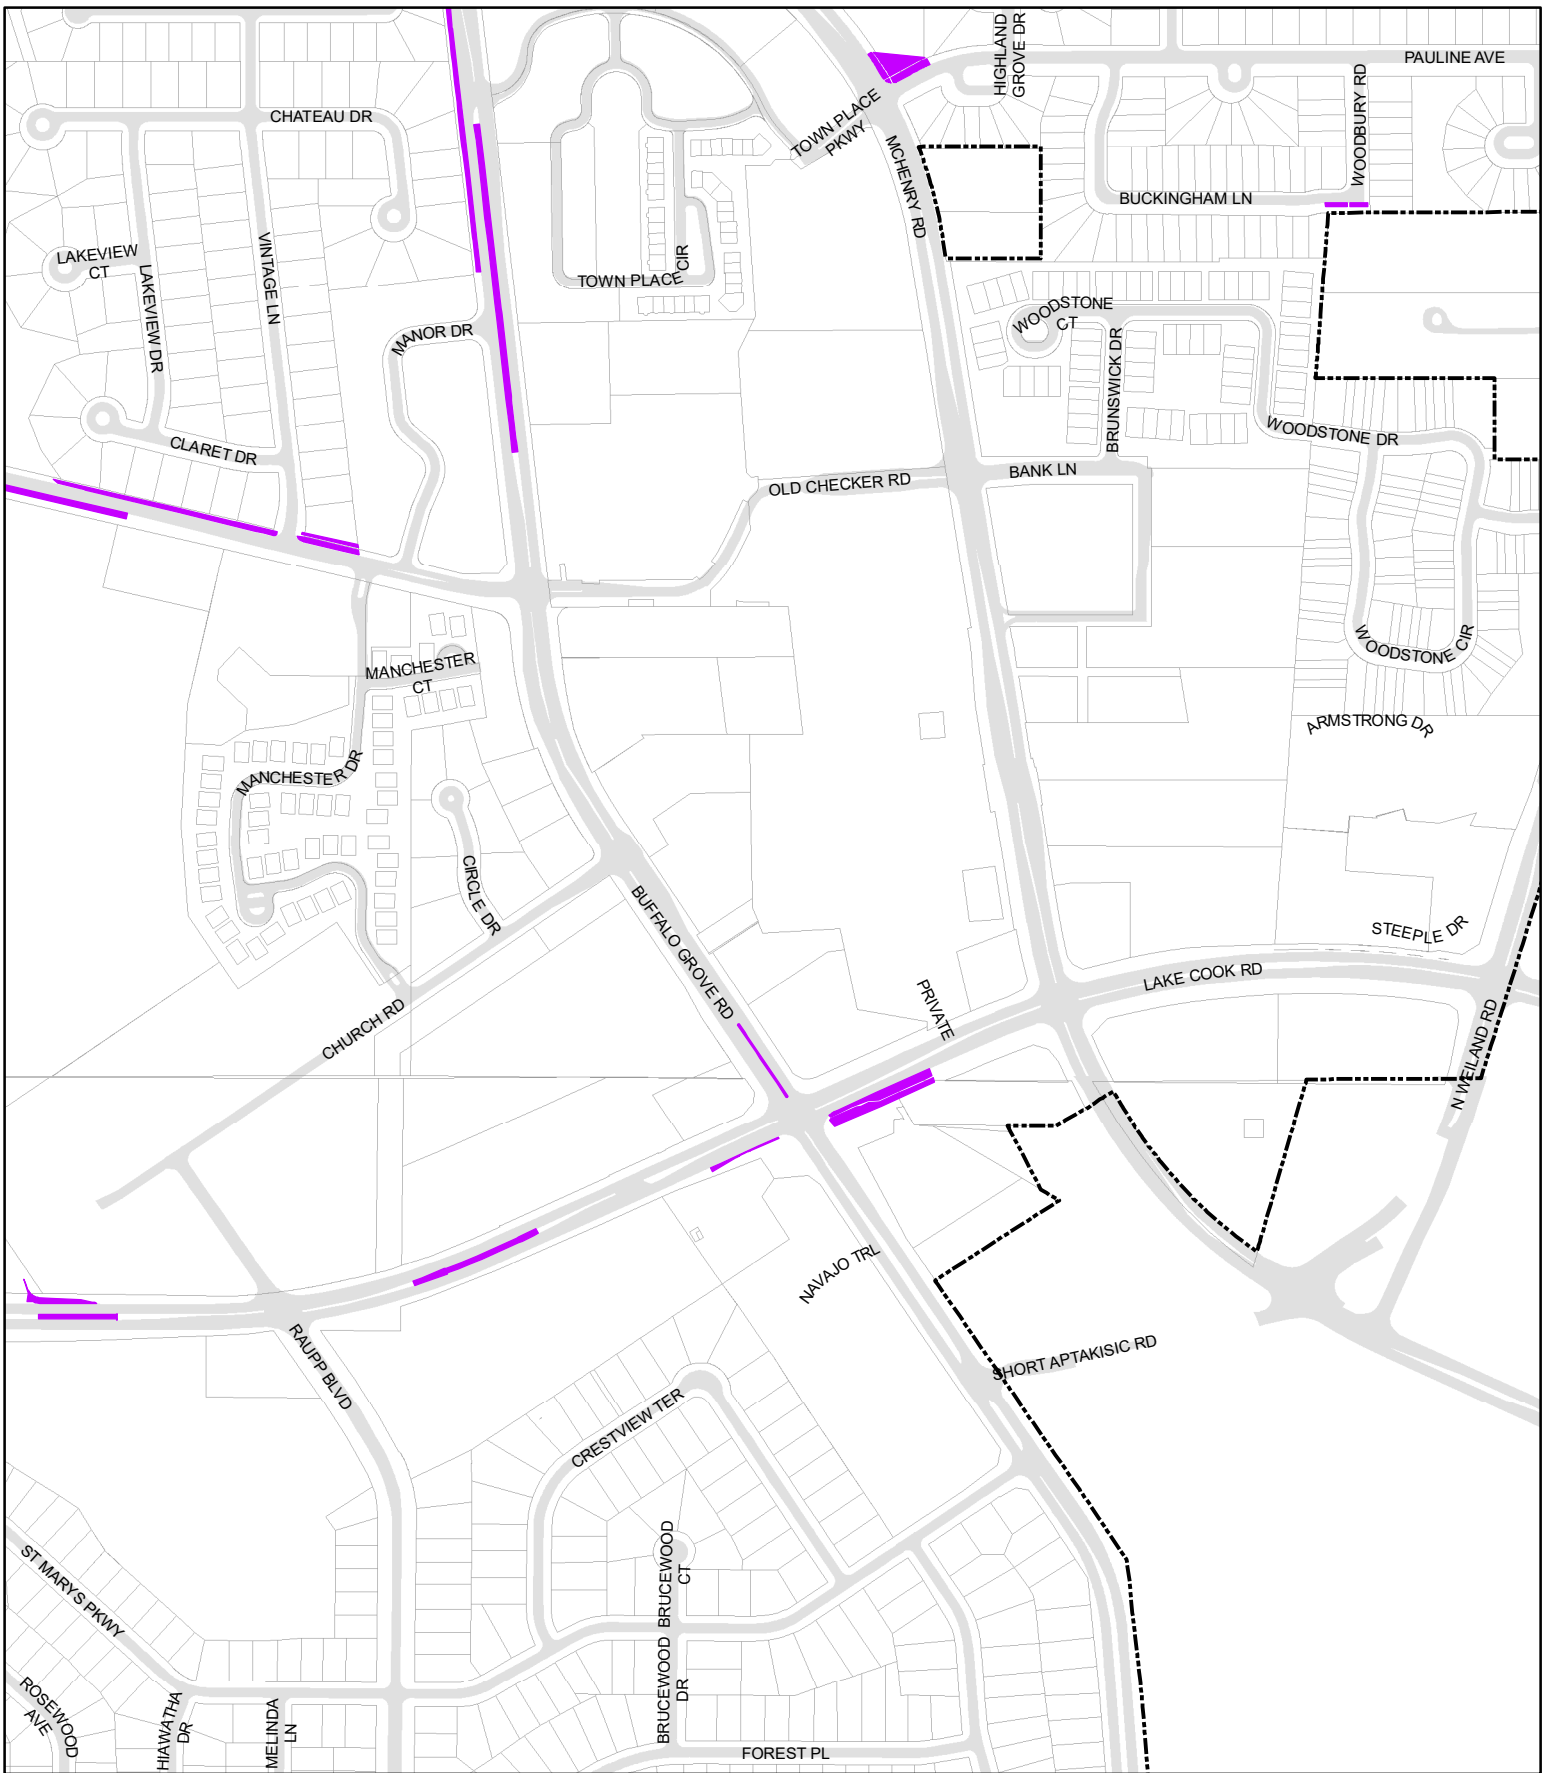 HIGHLAND
GROVE DR
PAULINE AVE
WOODBURY RD
CHATEAU DR
TOWN PLACE
PKWY
MCHENRY RD
BUCKINGHAM LN
LAKEVIEW
CT
LAKEVIEW DR
VINTAGE LN
TOWN PLACE
CIR
MANOR DR
WOODSTONE
CT
BRUNSWICK DR
CLARET DR
WOODSTONE DR
OLD CHECKER RD
BANK LN
MANCHESTER
CT
WOODSTONE CIR
ARMSTRONG DR
MANCHESTER DR
CIRCLE DR
BUFFALO GROVE RD
STEEPLE DR
LAKE COOK RD
PRIVATE
CHURCH RD
N WEILAND RD
NAVAJO TRL
RAUPP BLVD
SHORT APTAKISIC RD
CRESTVIEW TER
BRUCEWOOD
CT
ST MARYS PKWY
BRUCEWOOD
DR
ROSEWOOD
AVE
HIAWATHA
DR
MELINDA
LN
FOREST PL